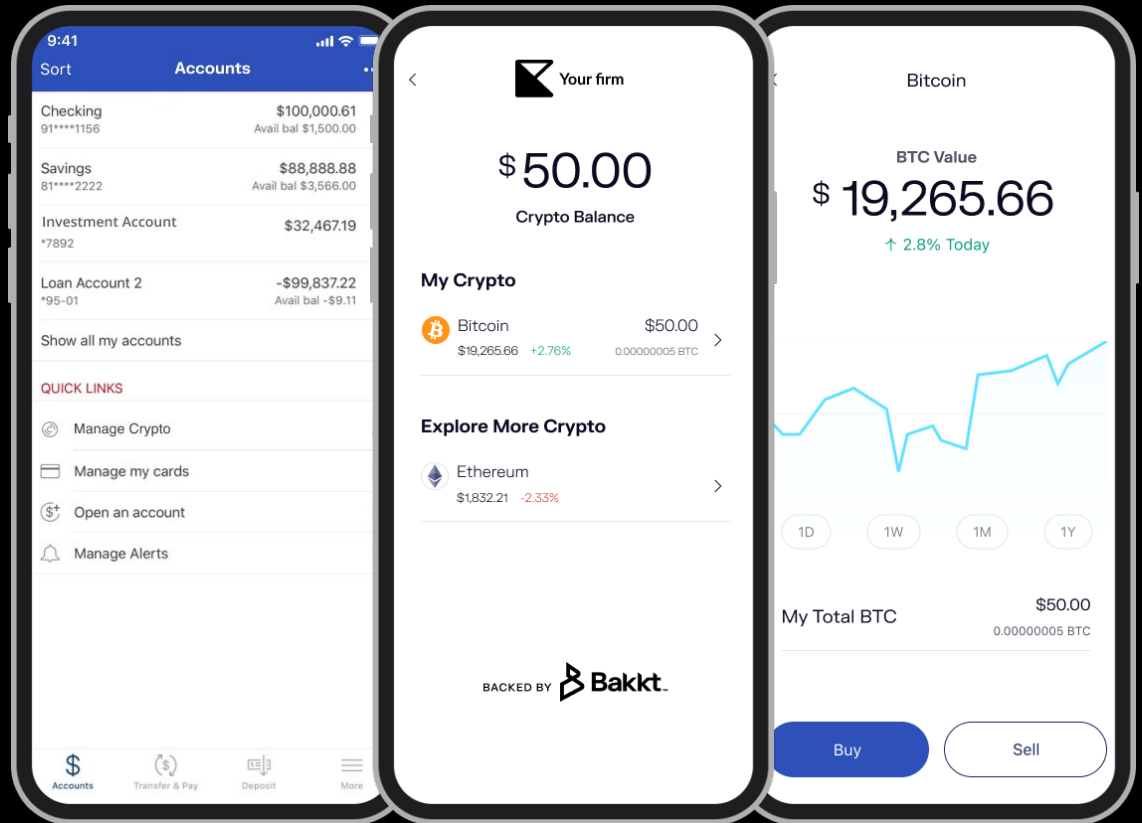 9:41
Sort
Accounts
Checking
$100,000.61
91****1156
Avail bal $1,500.00
Savings
$88,888.88
81****2222
Avail bal $3,566.00
Investment Account
$32,467.19
*7892
Loan Account 2
-$99,837.22
*95-01
Avail bal -$9.11
Show all my accounts
QUICK LINKS
Manage Crypto
Manage my cards
Open an account
Manage Alerts
Accounts
Transfer & Pay
Deposit
More
Your firm
$50.00
Crypto Balance
My Crypto
Bitcoin
$50.00
$19,265.66 +2.76%
0.00000005 BTC
Explore More Crypto
Ethereum
$1,832.21 -2.33%
BACKED BY Bakkt™
Bitcoin
BTC Value
$ 19,265.66
↑ 2.8% Today
1D
1W
1M
1Y
My Total BTC
$50.00
0.00000005 BTC
Buy
Sell